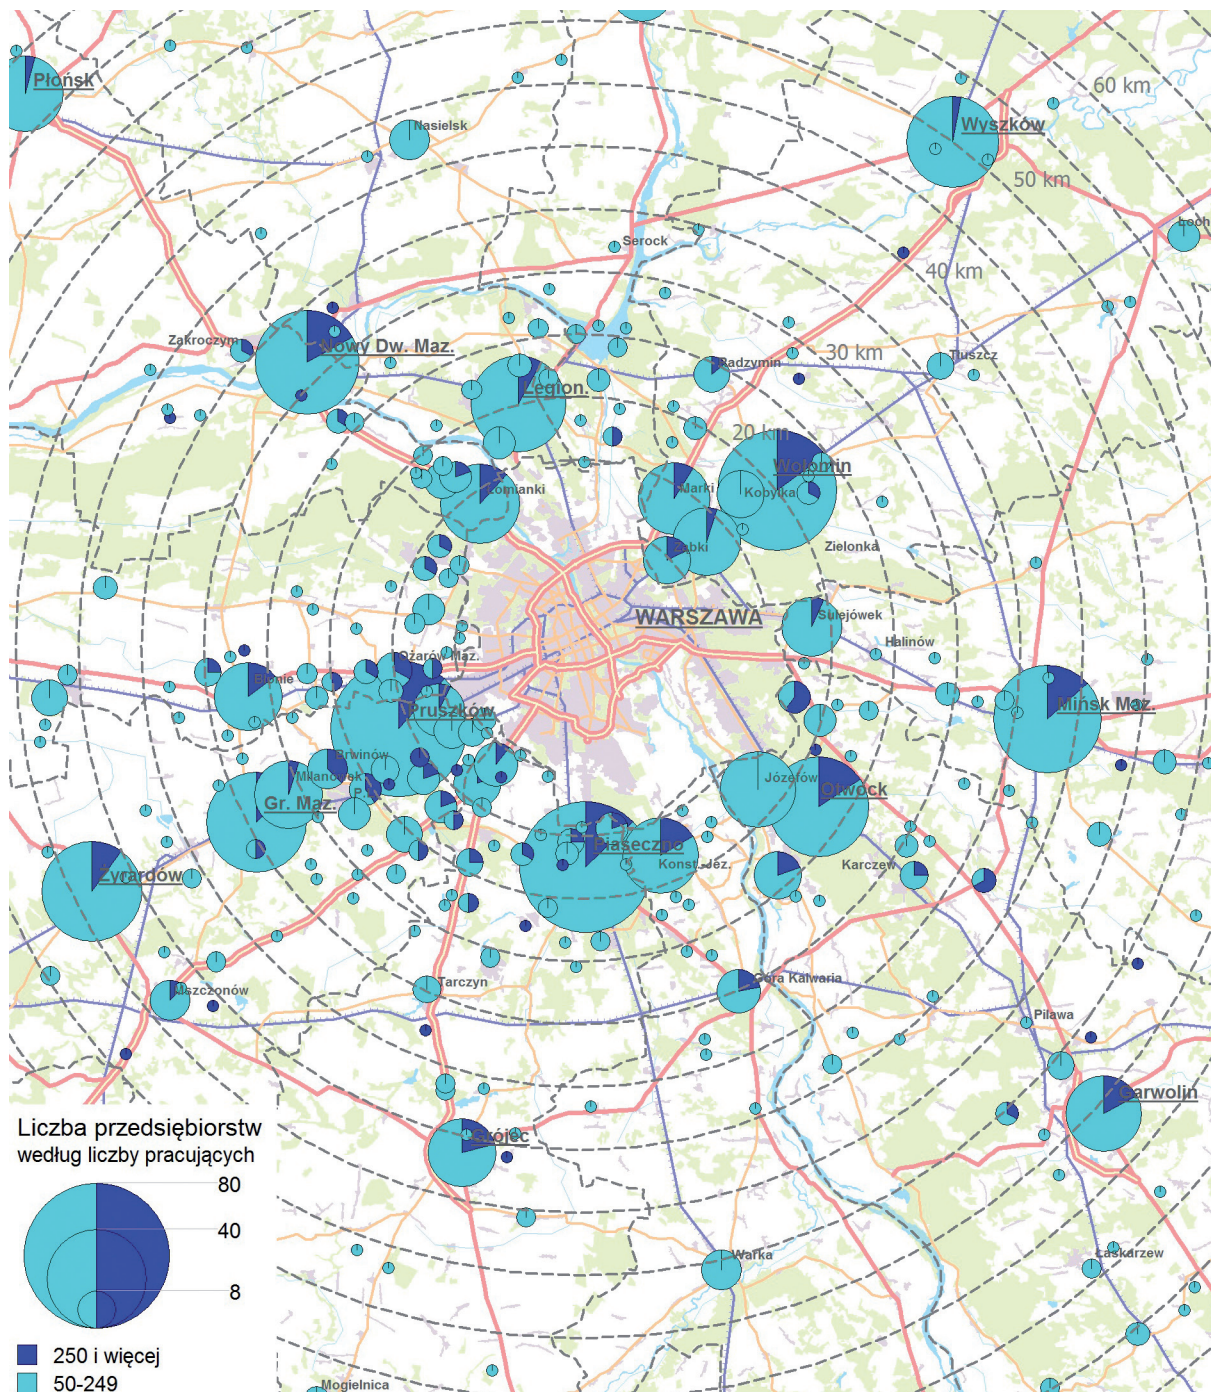 60 km
Płońsk
Wyszków
Nasielsk
50 km
Serock
40 km
Zakroczym
Nowy Dw. Maz.
30 km
Radzymin
Tłuszcz
Legion.
20 km
Wołomin
Łomianki
Marki
Kobyłka
Ząbki
Zielonka
WARSZAWA
Sulejówek
Halinów
Ożarów Maz.
Błonie
Pruszków
Mińsk Maz.
Brwinów
Milanówek
P.
Józefów
Otwock
Gr. Maz.
Piaseczno
Konst.-Jez.
Karczew
Żyrardów
Góra Kalwaria
Tarczyn
Mszczonów
Pilawa
Garwolin
Grójec
Warka
Łaskarzew
Mogielnica
Liczba przedsiębiorstw
według liczby pracujących
80
40
8
250 i więcej
50-249